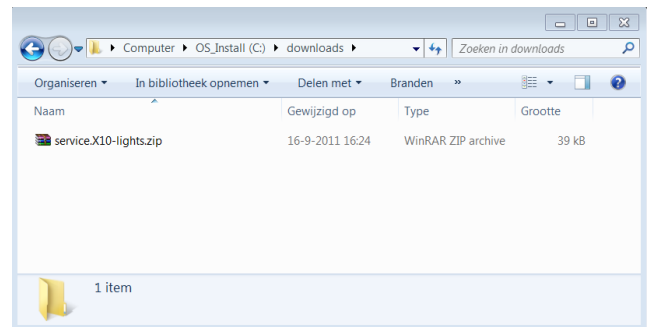 Computer OS_Install (C:) downloads Zoeken in downloads
Organiseren In bibliotheek opnemen Delen met Branden »
Naam Gewijzigd op Type Grootte
service.X10-lights.zip 16-9-2011 16:24 WinRAR ZIP archive 39 kB
1 item